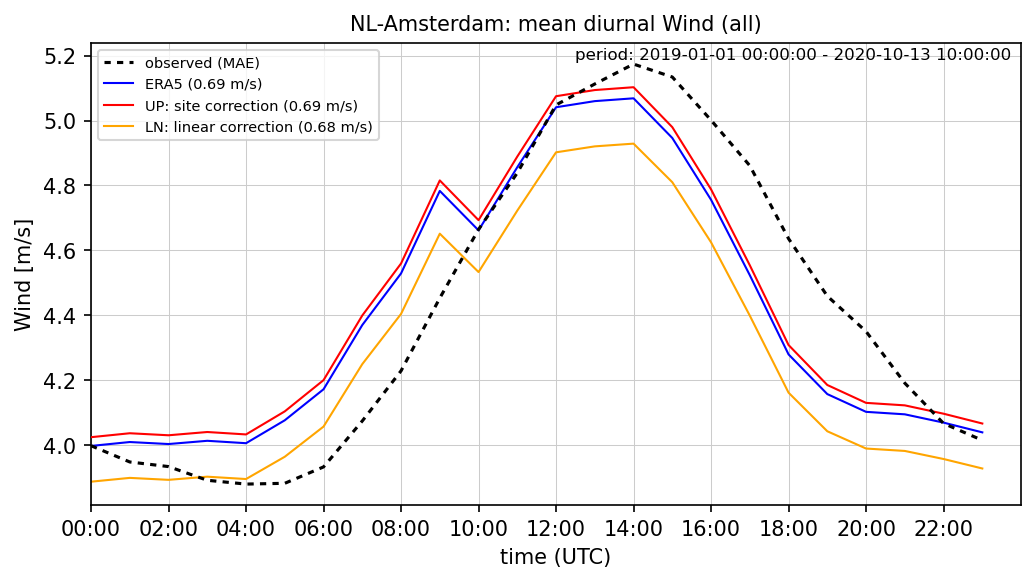 NL-Amsterdam: mean diurnal Wind (all)
period: 2019-01-01 00:00:00 - 2020-10-13 10:00:00
observed (MAE)
ERA5 (0.69 m/s)
UP: site correction (0.69 m/s)
LN: linear correction (0.68 m/s)
5.2
5.0
4.8
4.6
4.4
4.2
4.0
Wind [m/s]
00:00 02:00 04:00 06:00 08:00 10:00 12:00 14:00 16:00 18:00 20:00 22:00
time (UTC)